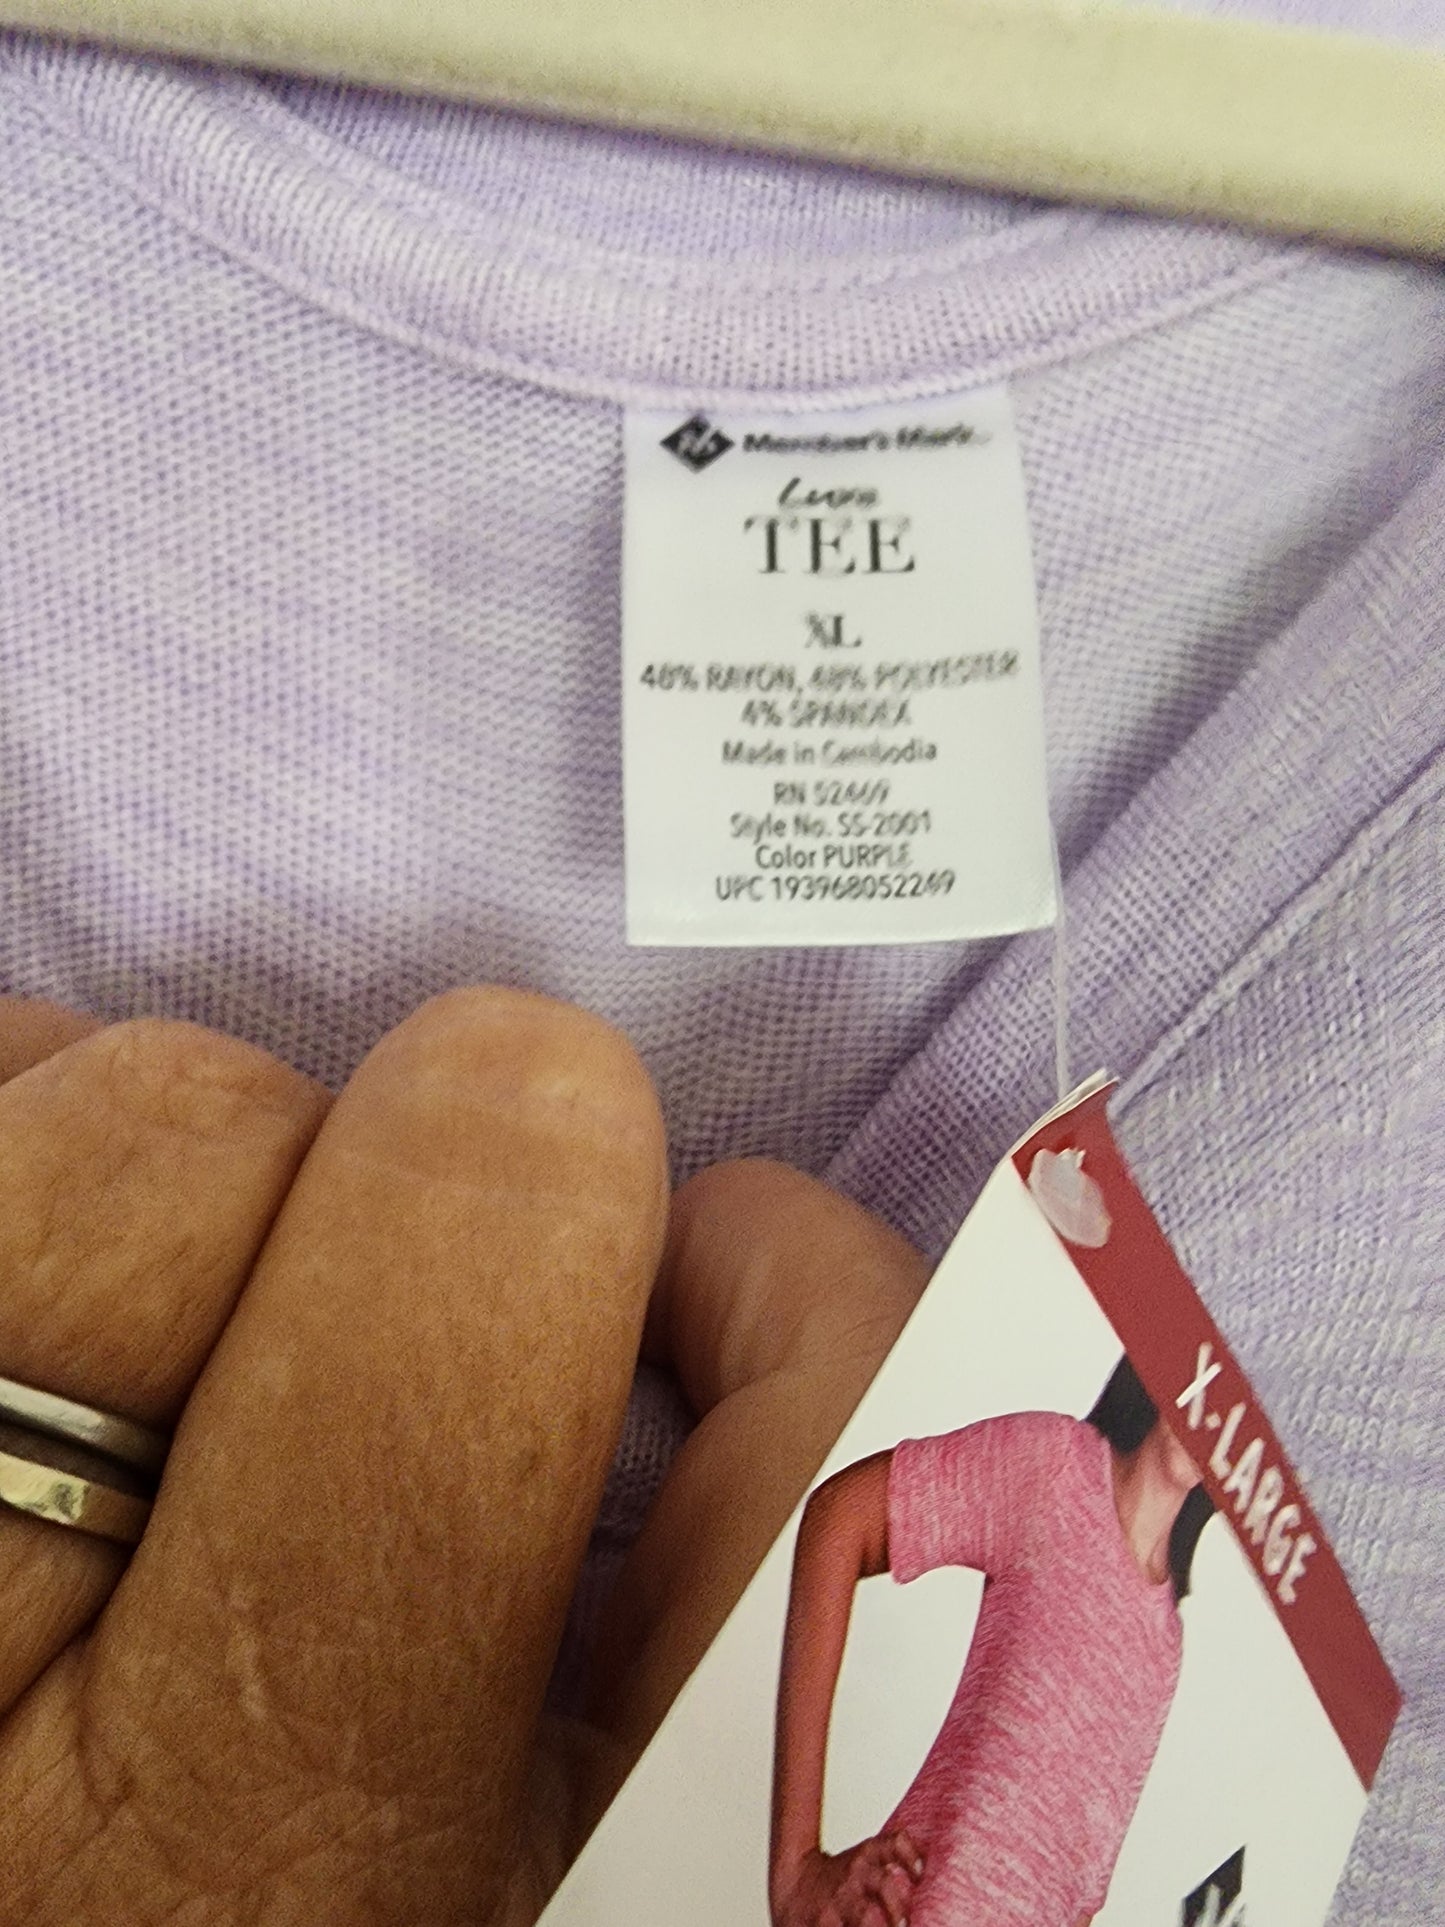 Member's Mark
Luxe
TEE
XL
48% RAYON, 48% POLYESTER
4% SPANDEX
Made in Cambodia
RN 52469
Style No. SS-2001
Color PURPLE
UPC 193968052249
X-LARGE